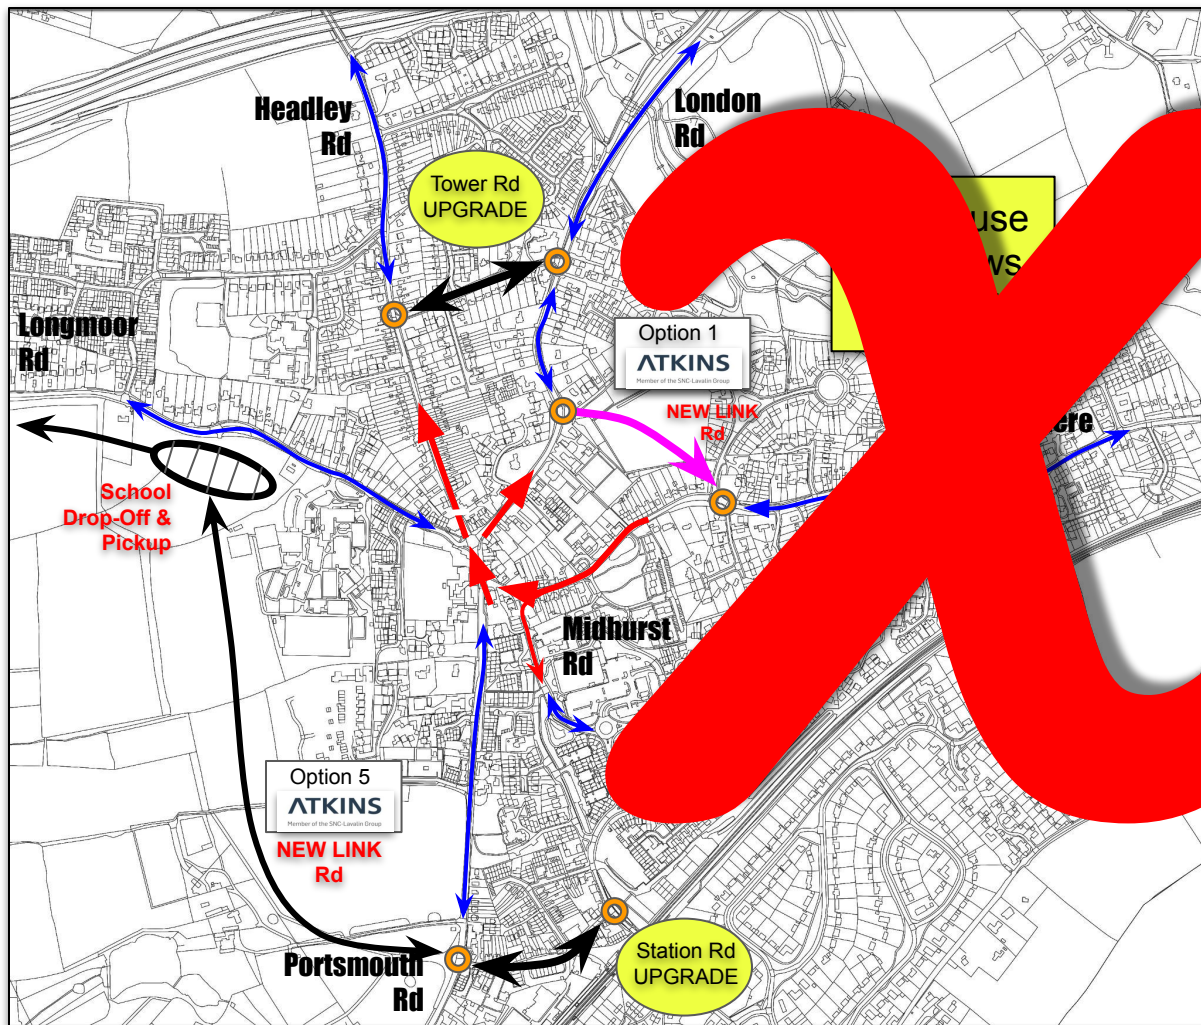 Headley
Rd
London
Rd
Tower Rd
UPGRADE
Longmoor
Rd
Option 1
ATKINS
Member of the SNC-Lavalin Group
NEW LINK
Rd
School
Drop-Off &
Pickup
Midhurst
Rd
Option 5
ATKINS
Member of the SNC-Lavalin Group
NEW LINK
Rd
Portsmouth
Rd
Station Rd
UPGRADE